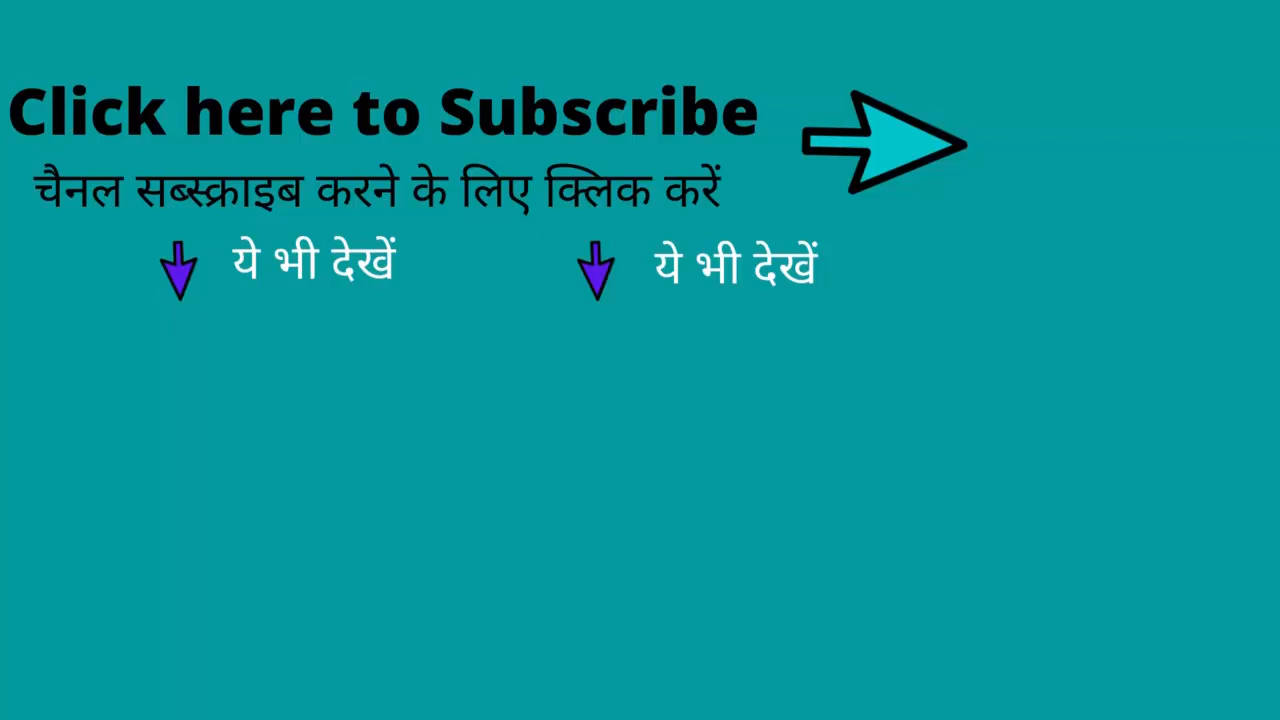 Click here to Subscribe
चैनल सब्स्क्राइब करने के लिए क्लिक करें
ये भी देखें
ये भी देखें